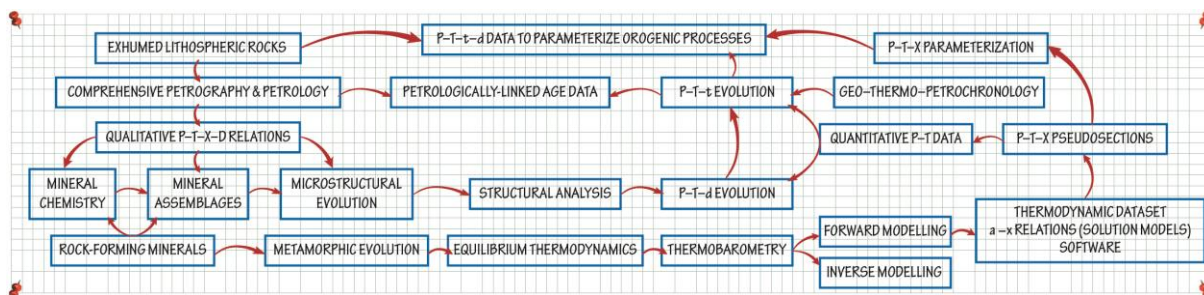 EXHUMED LITHOSPHERIC ROCKS
P–T–t–d DATA TO PARAMETERIZE OROGENIC PROCESSES
P–T–X PARAMETERIZATION
COMPREHENSIVE PETROGRAPHY & PETROLOGY
PETROLOGICALLY-LINKED AGE DATA
P–T–t EVOLUTION
GEO-THERMO-PETROCHRONOLOGY
QUALITATIVE P–T–X–D RELATIONS
QUANTITATIVE P–T DATA
P–T–X PSEUDOSECTIONS
MINERAL
CHEMISTRY
MINERAL
ASSEMBLAGES
MICROSTRUCTURAL
EVOLUTION
STRUCTURAL ANALYSIS
P–T–d EVOLUTION
THERMODYNAMIC DATASET
a –x RELATIONS (SOLUTION MODELS)
SOFTWARE
ROCK-FORMING MINERALS
METAMORPHIC EVOLUTION
EQUILIBRIUM THERMODYNAMICS
THERMOBAROMETRY
FORWARD MODELLING
INVERSE MODELLING